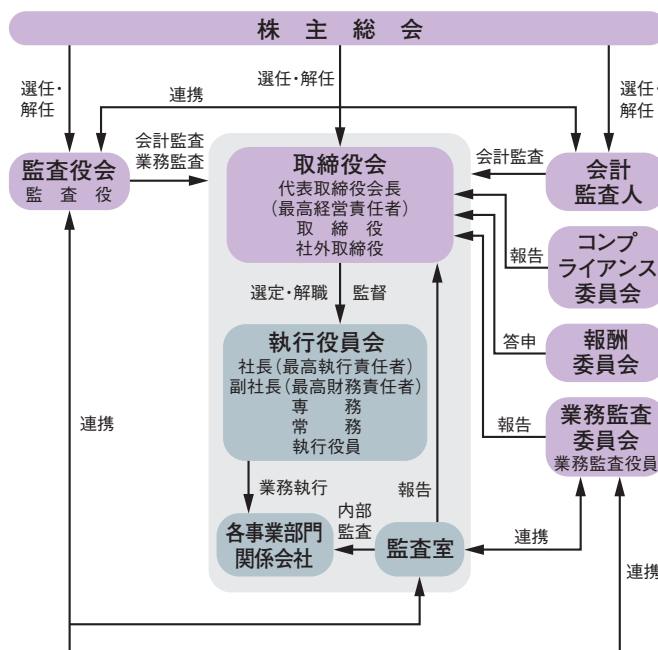 株主総会
選任・
解任
選任・解任
選任・
解任
連携
監査役会
監査役
会計監査
業務監査
取締役会
代表取締役会長
(最高経営責任者)
取締役
社外取締役
会計監査
会計
監査人
報告
コンプ
ライアンス
委員会
選定・解職
監督
答申
報酬
委員会
執行役員会
社長(最高執行責任者)
副社長(最高財務責任者)
専務
常務
執行役員
連携
報告
業務監査
委員会
業務監査役員
業務執行
報告
内部
監査
各事業部門
関係会社
監査室
連携
連携